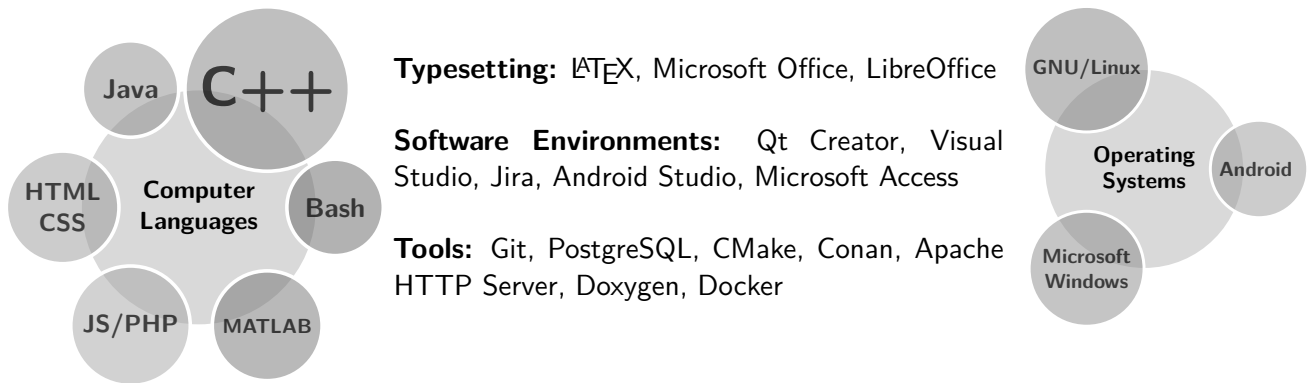 C++
Java
HTML
CSS
Computer
Languages
Bash
JS/PHP
MATLAB
Typesetting: LATEX, Microsoft Office, LibreOffice
Software Environments: Qt Creator, Visual
Studio, Jira, Android Studio, Microsoft Access
Tools: Git, PostgreSQL, CMake, Conan, Apache
HTTP Server, Doxygen, Docker
GNU/Linux
Operating
Systems
Android
Microsoft
Windows